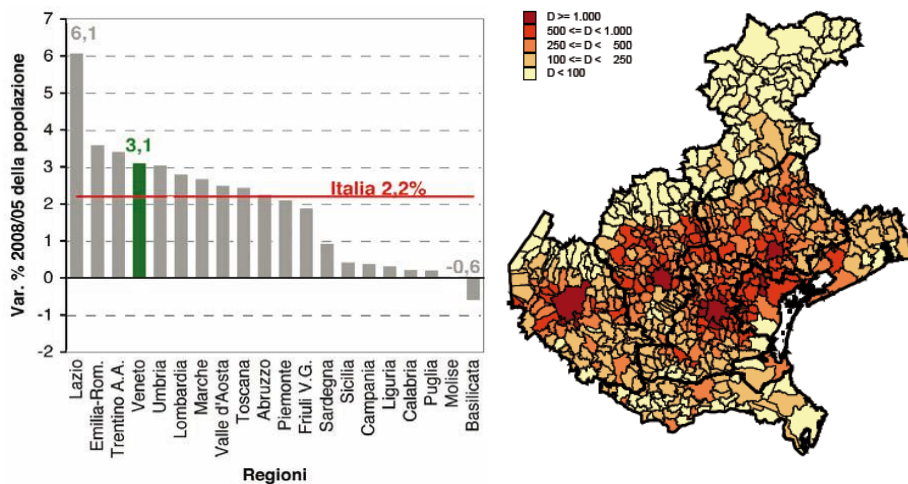 Var. % 2008/05 della popolazione
7
6
5
4
3
2
1
0
-1
-2
6,1
3,1
Italia 2,2%
-0,6
Lazio
Emilia-Rom.
Trentino A.A.
Veneto
Umbria
Lombardia
Marche
Valle d'Aosta
Toscana
Abruzzo
Piemonte
Friuli V.G.
Sardegna
Sicilia
Campania
Liguria
Calabria
Puglia
Molise
Basilicata
Regioni
D >= 1.000
500 <= D < 1.000
250 <= D < 500
100 <= D < 250
D < 100